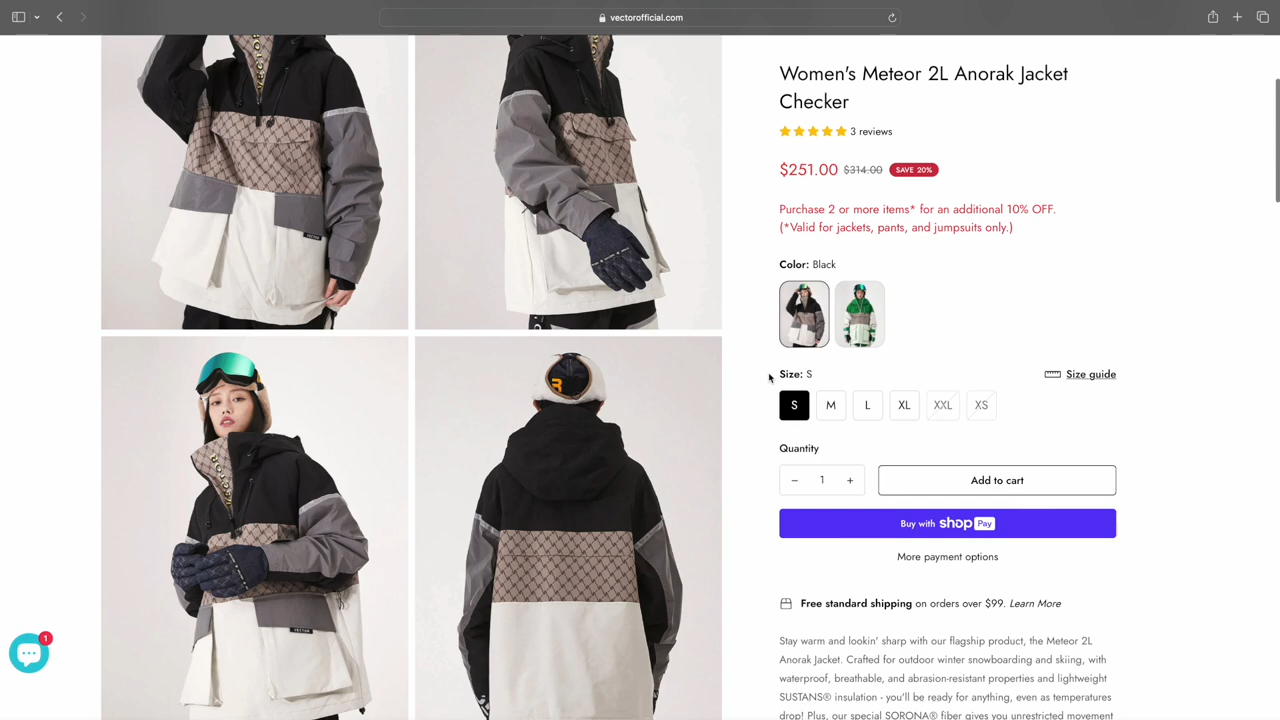 vectorofficial.com
Women's Meteor 2L Anorak Jacket
Checker
3 reviews
$251.00 $314.00 SAVE 20%
Purchase 2 or more items* for an additional 10% OFF.
(*Valid for jackets, pants, and jumpsuits only.)
Color: Black
Size: S
Size guide
S M L XL XXL XS
Quantity
− 1 +
Add to cart
Buy with shop Pay
More payment options
Free standard shipping on orders over $99. Learn More
Stay warm and lookin' sharp with our flagship product, the Meteor 2L
Anorak Jacket. Crafted for outdoor winter snowboarding and skiing, with
waterproof, breathable, and abrasion-resistant properties and lightweight
SUSTANS® insulation - you'll be ready for anything, even as temperatures
drop! Plus, our special SORONA® fiber gives you unrestricted movement
VECTOR
VECTOR
1